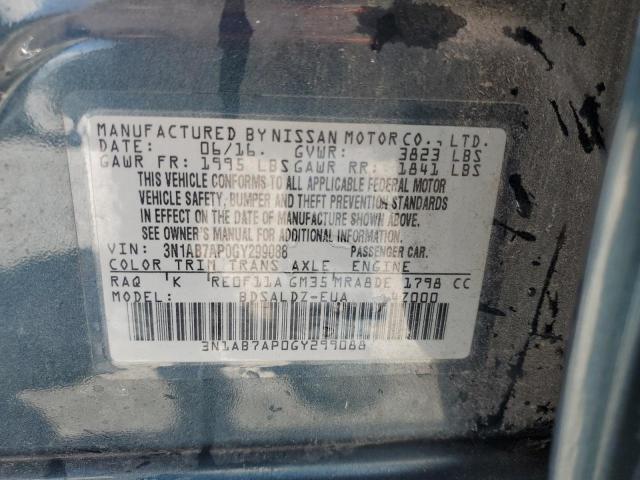 MANUFACTURED BY NISSAN MOTOR CO., LTD.
DATE: 06/16. GVWR: 3823 LBS
GAWR FR: 1995 LBS GAWR RR: 1841 LBS
THIS VEHICLE CONFORMS TO ALL APPLICABLE FEDERAL MOTOR
VEHICLE SAFETY, BUMPER AND THEFT PREVENTION STANDARDS
IN EFFECT ON THE DATE OF MANUFACTURE SHOWN ABOVE.
SEE OWNER'S MANUAL FOR ADDITIONAL INFORMATION.
VIN: 3N1AB7AP0GY299088 PASSENGER CAR.
COLOR TRIM TRANS AXLE ENGINE
RAQ K RE0F11A GM35 MRA8DE 1798 CC
MODEL: BDSALDZ-EUA
3N1AB7AP0GY299088